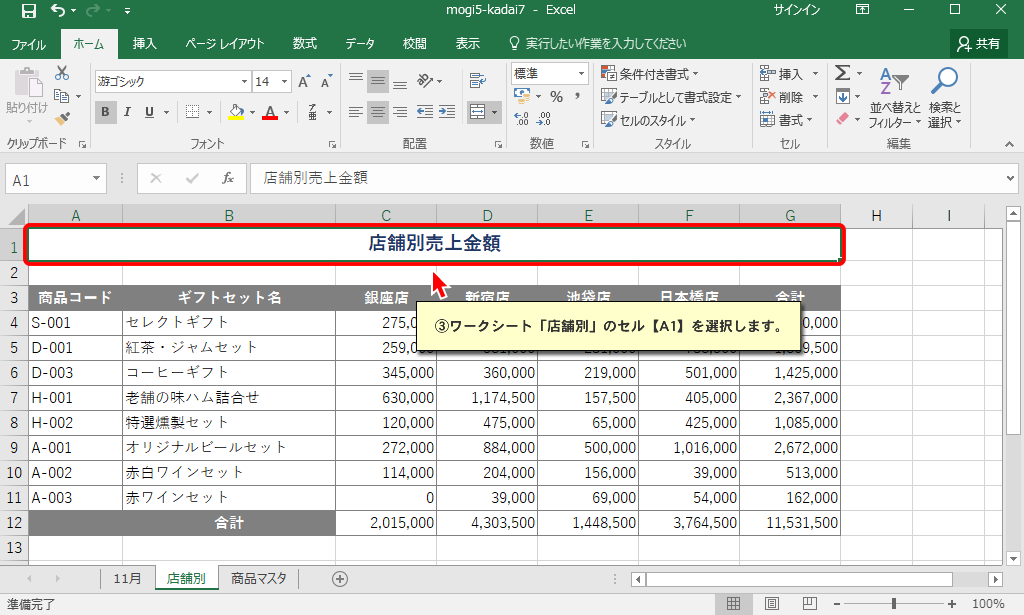 mogi5-kadai7 - Excel サインイン
ファイル ホーム 挿入 ページ レイアウト 数式 データ 校閲 表示 実行したい作業を入力してください 共有
貼り付け 游ゴシック 14 標準 条件付き書式 挿入
B I U % , テーブルとして書式設定 削除 並べ替えと フィルター 検索と 選択
セルのスタイル 書式
クリップボード フォント 配置 数値 スタイル セル 編集
A1 fx 店舗別売上金額
A B C D E F G H I
1 店舗別売上金額
2
3 商品コード ギフトセット名 銀座店 新宿店 池袋店 日本橋店 合計
4 S-001 セレクトギフト 275,0
③ワークシート「店舗別」のセル【A1】を選択します。
5 D-001 紅茶・ジャムセット 259,0
6 D-003 コーヒーギフト 345,000 360,000 219,000 501,000 1,425,000
7 H-001 老舗の味ハム詰合せ 630,000 1,174,500 157,500 405,000 2,367,000
8 H-002 特選燻製セット 120,000 475,000 65,000 425,000 1,085,000
9 A-001 オリジナルビールセット 272,000 884,000 500,000 1,016,000 2,672,000
10 A-002 赤白ワインセット 114,000 204,000 156,000 39,000 513,000
11 A-003 赤ワインセット 0 39,000 69,000 54,000 162,000
12 合計 2,015,000 4,303,500 1,448,500 3,764,500 11,531,500
13
11月 店舗別 商品マスタ
準備完了 100%